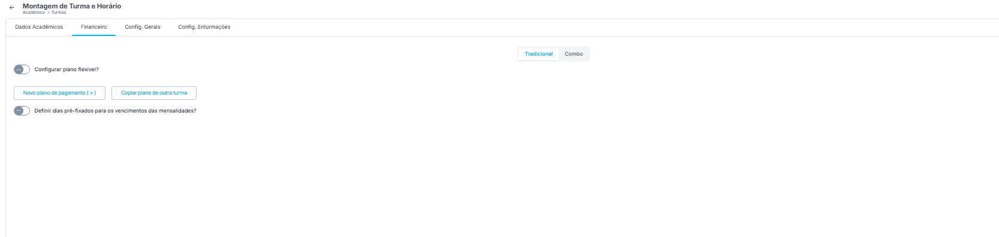 Montagem de Turma e Horário
Acadêmico > Turmas
Dados Acadêmicos Financeiro Config. Gerais Config. Enturmações
Tradicional Combo
Configurar plano flexível?
Novo plano de pagamento ( + ) Copiar plano de outra turma
Definir dias pré-fixados para os vencimentos das mensalidades?